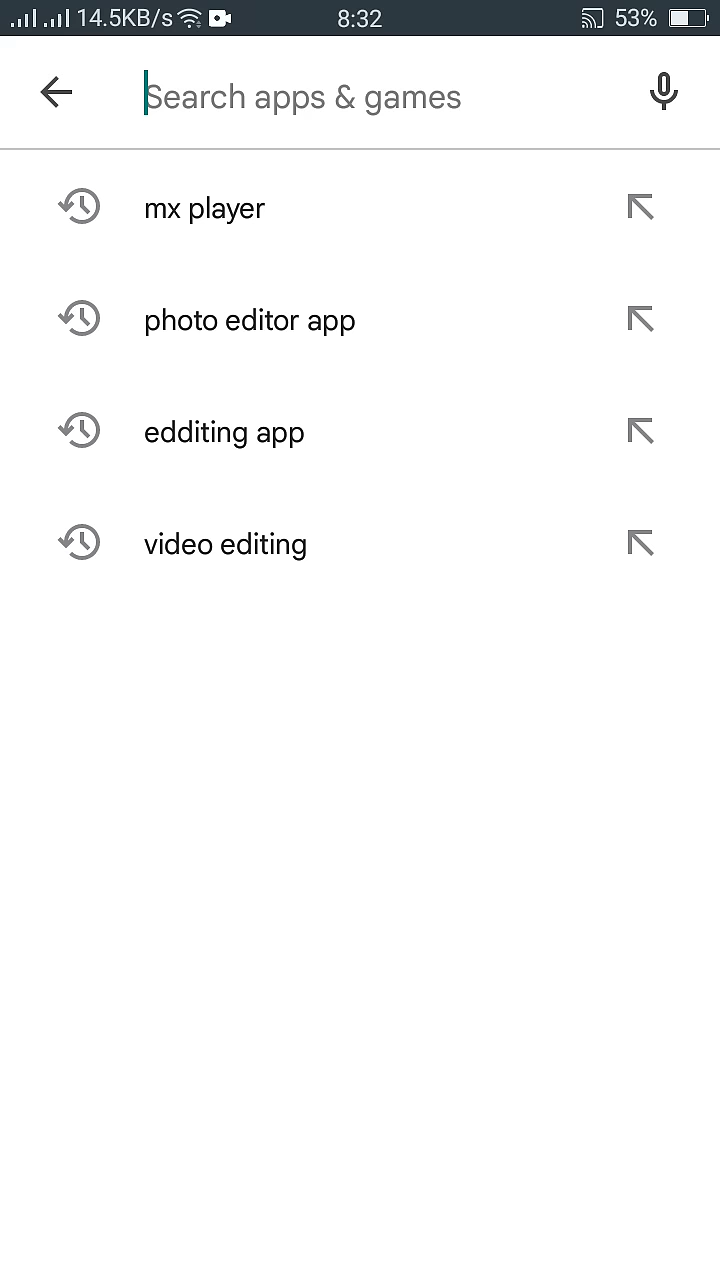 14.5KB/s 8:32 53%
Search apps & games
mx player
photo editor app
edditing app
video editing